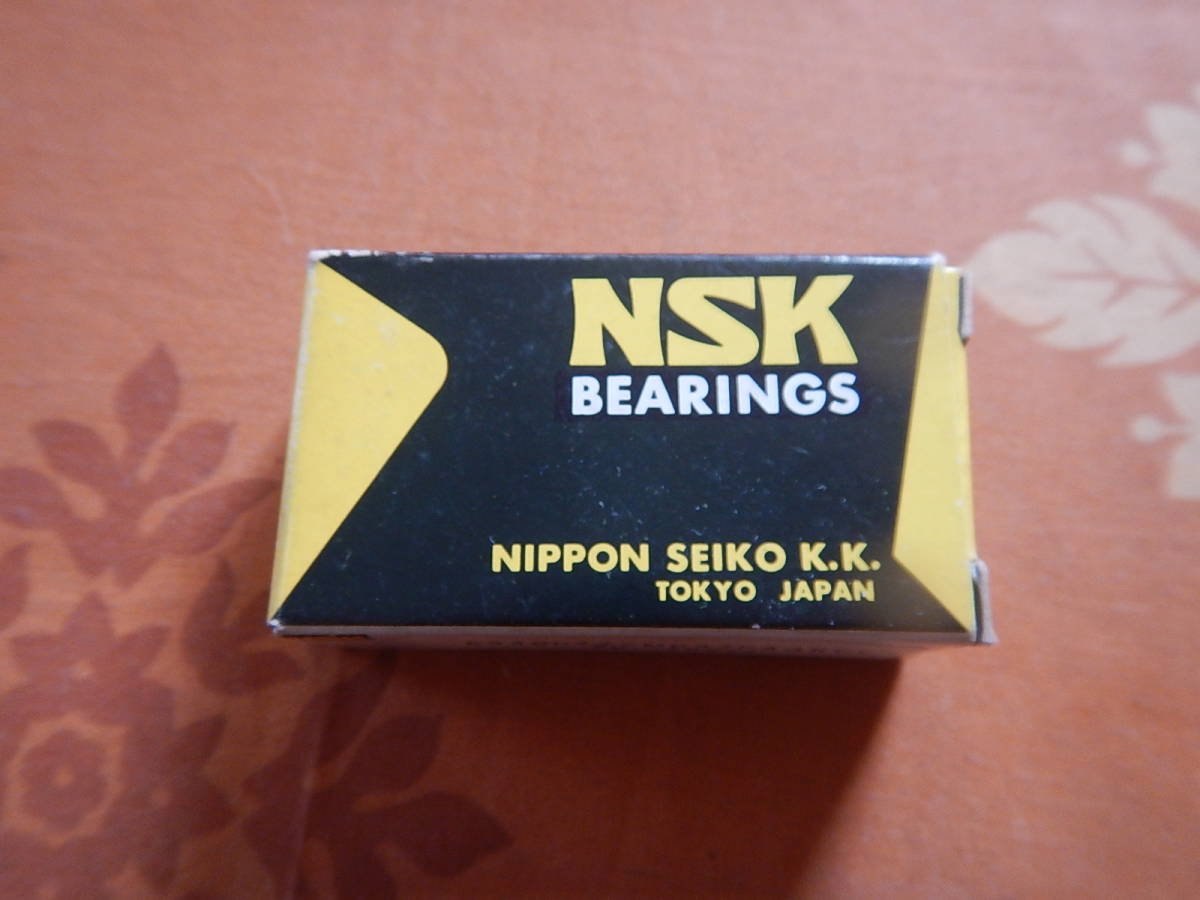 NSK
BEARINGS
NIPPON SEIKO K.K.
TOKYO JAPAN